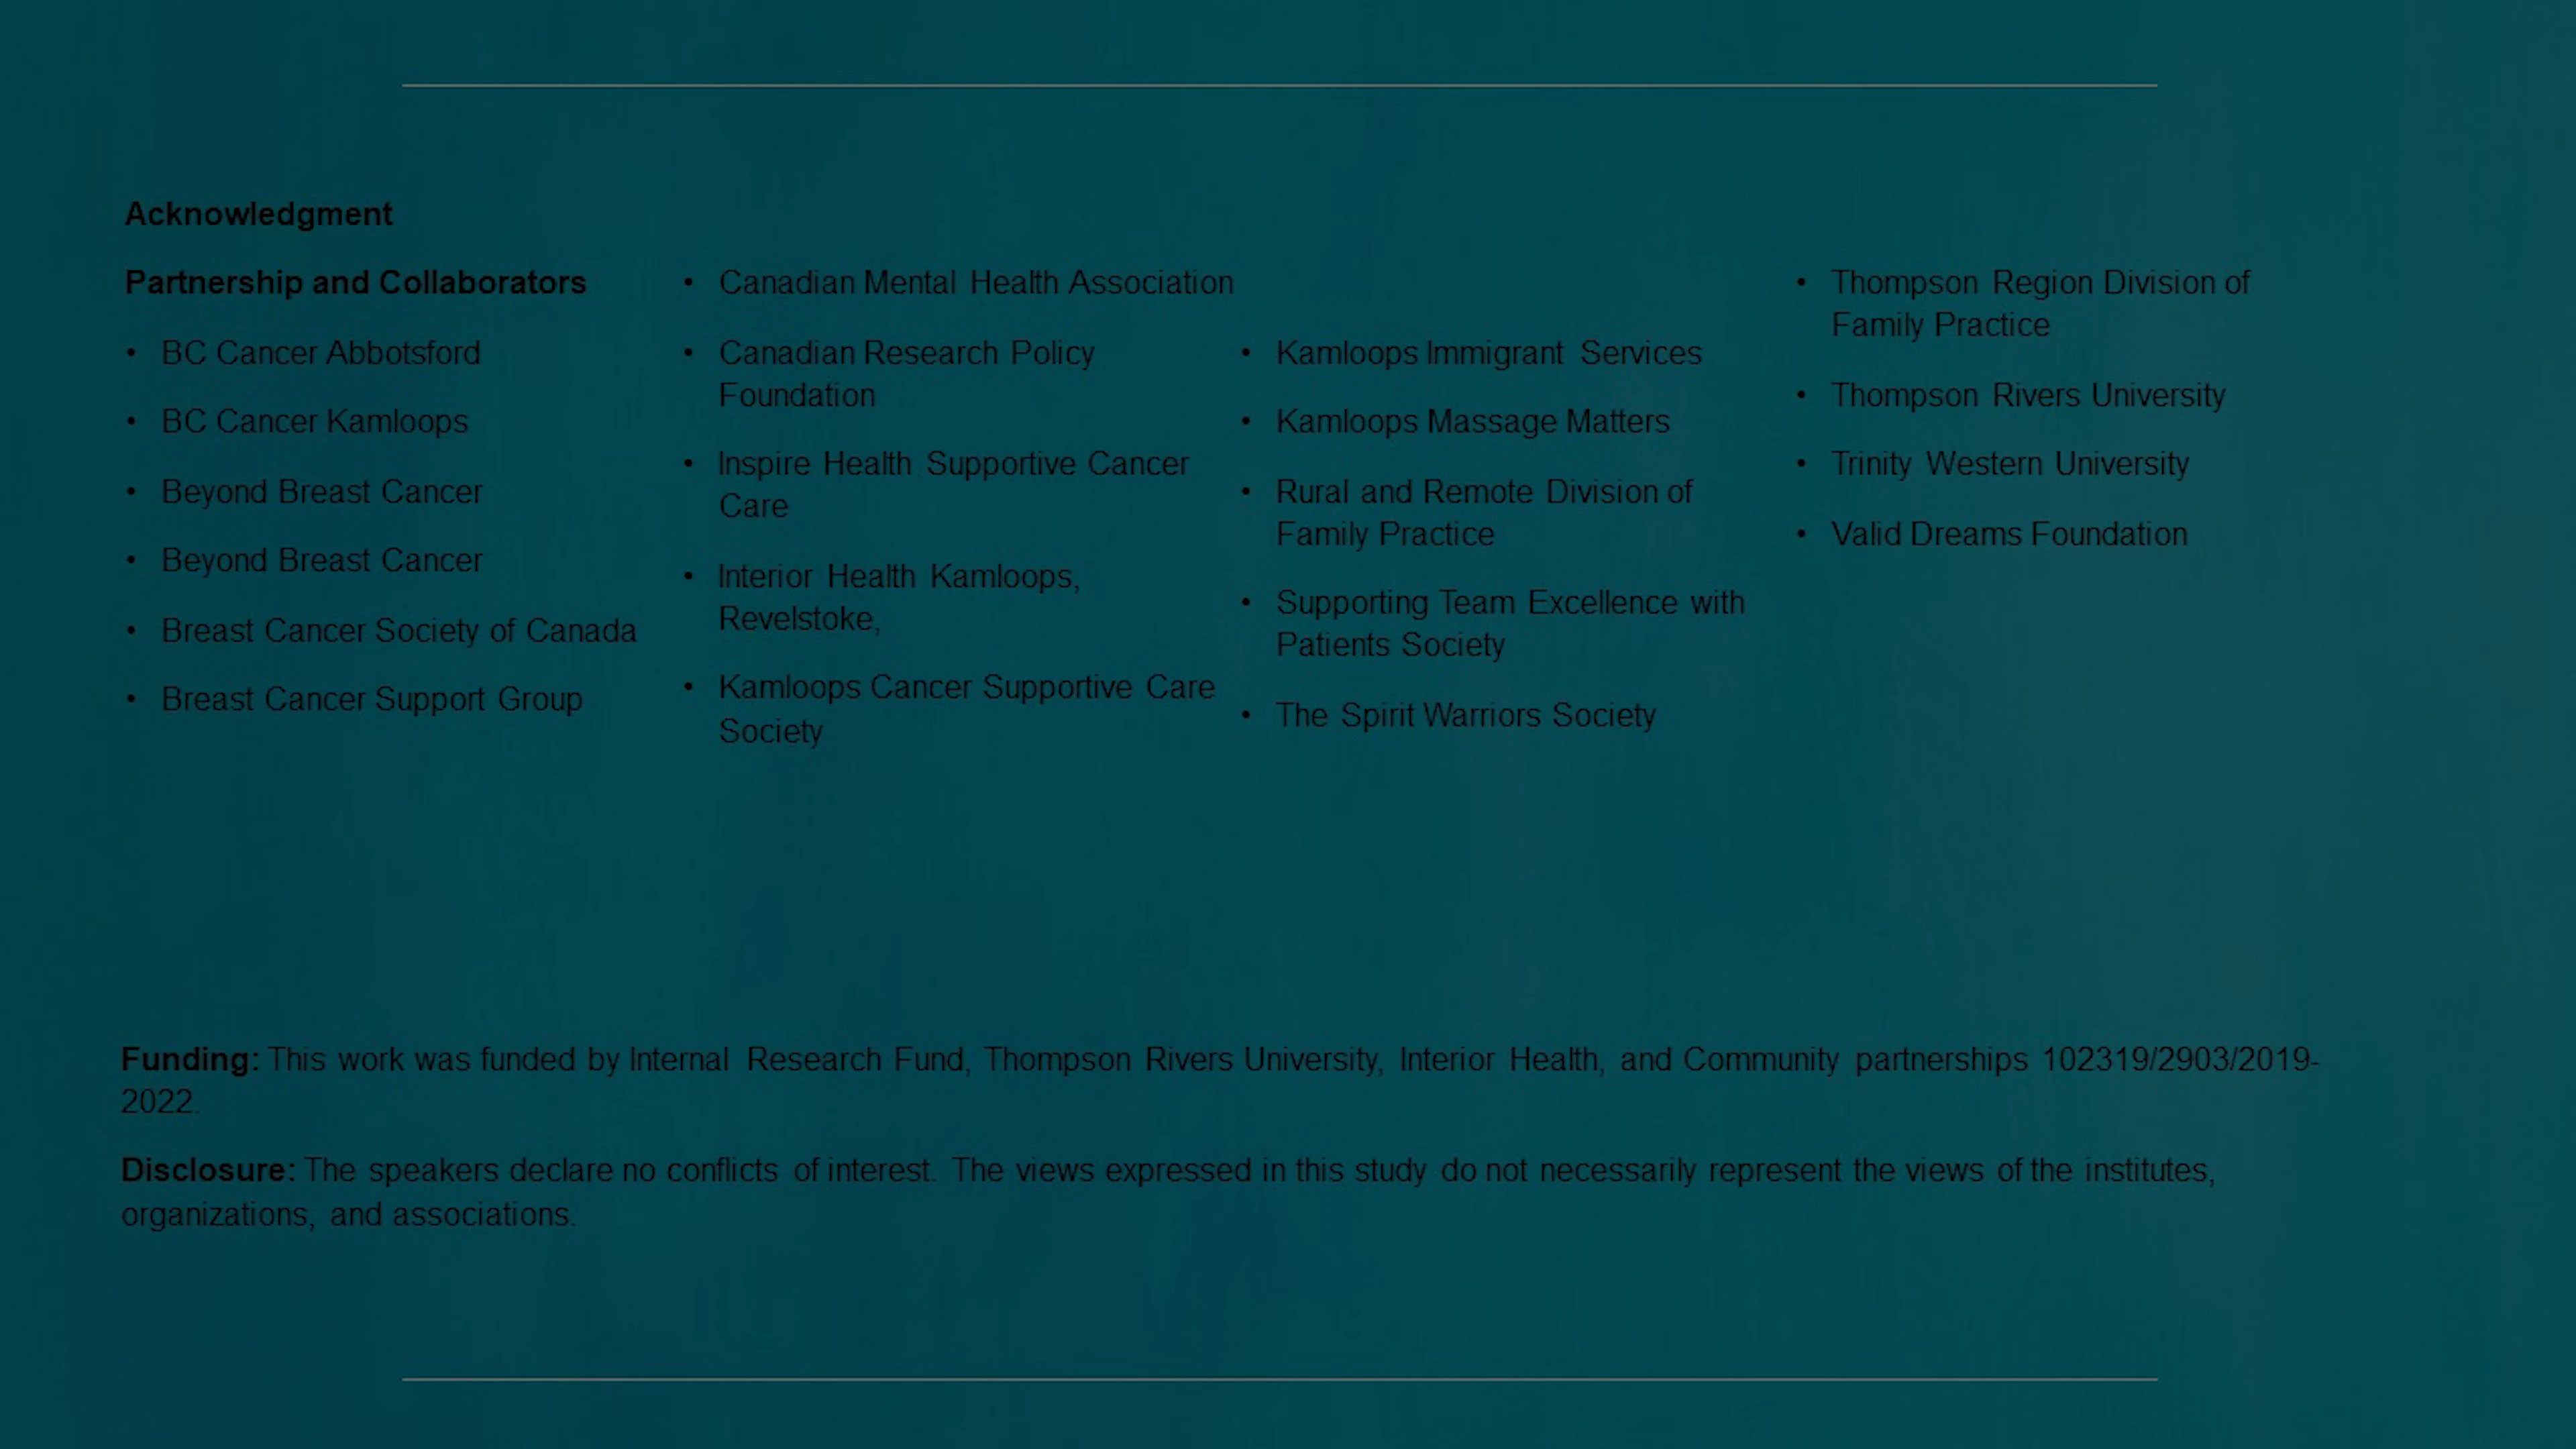 Acknowledgment
Partnership and Collaborators
• BC Cancer Abbotsford
• BC Cancer Kamloops
• Beyond Breast Cancer
• Beyond Breast Cancer
• Breast Cancer Society of Canada
• Breast Cancer Support Group
• Canadian Mental Health Association
• Canadian Research Policy
Foundation
• Inspire Health Supportive Cancer
Care
• Interior Health Kamloops,
Revelstoke,
• Kamloops Cancer Supportive Care
Society
• Kamloops Immigrant Services
• Kamloops Massage Matters
• Rural and Remote Division of
Family Practice
• Supporting Team Excellence with
Patients Society
• The Spirit Warriors Society
• Thompson Region Division of
Family Practice
• Thompson Rivers University
• Trinity Western University
• Valid Dreams Foundation
Funding: This work was funded by Internal Research Fund, Thompson Rivers University, Interior Health, and Community partnerships 102319/2903/2019-
2022.
Disclosure: The speakers declare no conflicts of interest. The views expressed in this study do not necessarily represent the views of the institutes,
organizations, and associations.